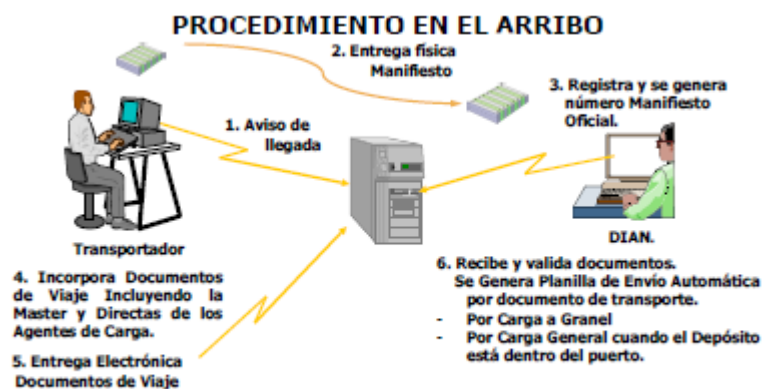 PROCEDIMIENTO EN EL ARRIBO
2. Entrega física
Manifiesto
3. Registra y se genera
número Manifiesto
Oficial.
1. Aviso de
llegada
Transportador
DIAN.
4. Incorpora Documentos
de Viaje Incluyendo la
Master y Directas de los
Agentes de Carga.
5. Entrega Electrónica
Documentos de Viaje
6. Recibe y valida documentos.
Se Genera Planilla de Envío Automática
por documento de transporte.
- Por Carga a Granel
- Por Carga General cuando el Depósito
está dentro del puerto.